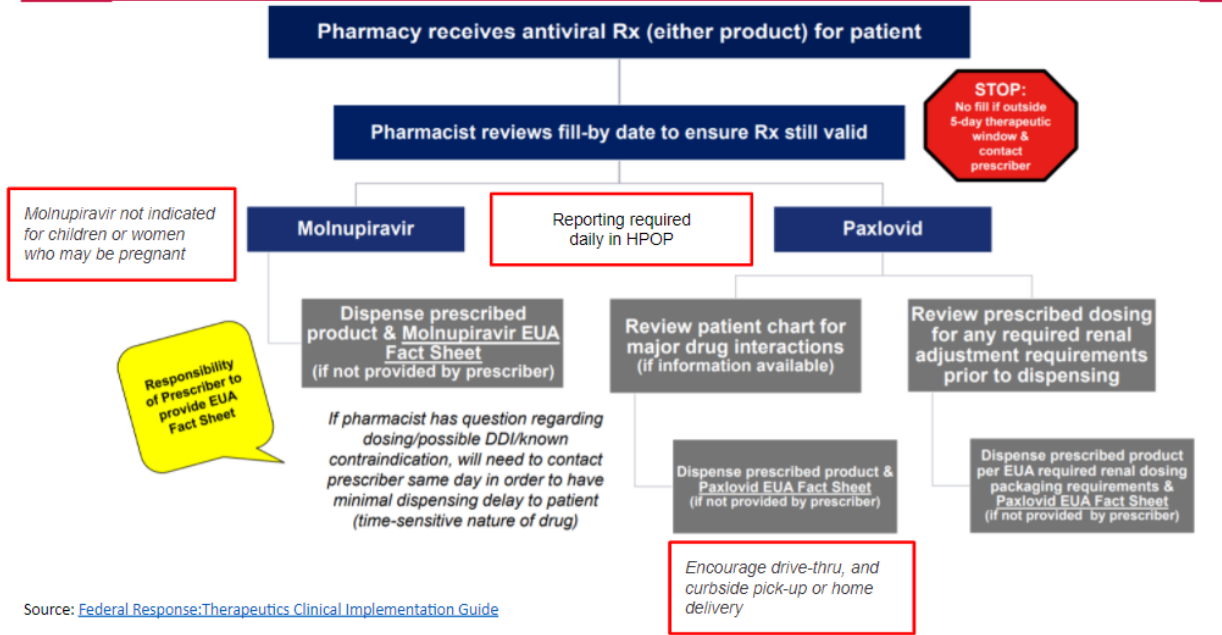 Pharmacy receives antiviral Rx (either product) for patient
STOP:
No fill if outside
5-day therapeutic
window &
contact
prescriber
Pharmacist reviews fill-by date to ensure Rx still valid
Molnupiravir not indicated
for children or women
who may be pregnant
Molnupiravir
Reporting required
daily in HPOP
Paxlovid
Dispense prescribed
product & Molnupiravir EUA
Fact Sheet
(if not provided by prescriber)
Review patient chart for
major drug interactions
(if information available)
Review prescribed dosing
for any required renal
adjustment requirements
prior to dispensing
Responsibility
of Prescriber to
provide EUA
Fact Sheet
If pharmacist has question regarding
dosing/possible DDI/known
contraindication, will need to contact
prescriber same day in order to have
minimal dispensing delay to patient
(time-sensitive nature of drug)
Dispense prescribed product &
Paxlovid EUA Fact Sheet
(if not provided by prescriber)
Dispense prescribed product
per EUA required renal dosing
packaging requirements &
Paxlovid EUA Fact Sheet
(if not provided by prescriber)
Encourage drive-thru, and
curbside pick-up or home
delivery
Source: Federal Response:Therapeutics Clinical Implementation Guide